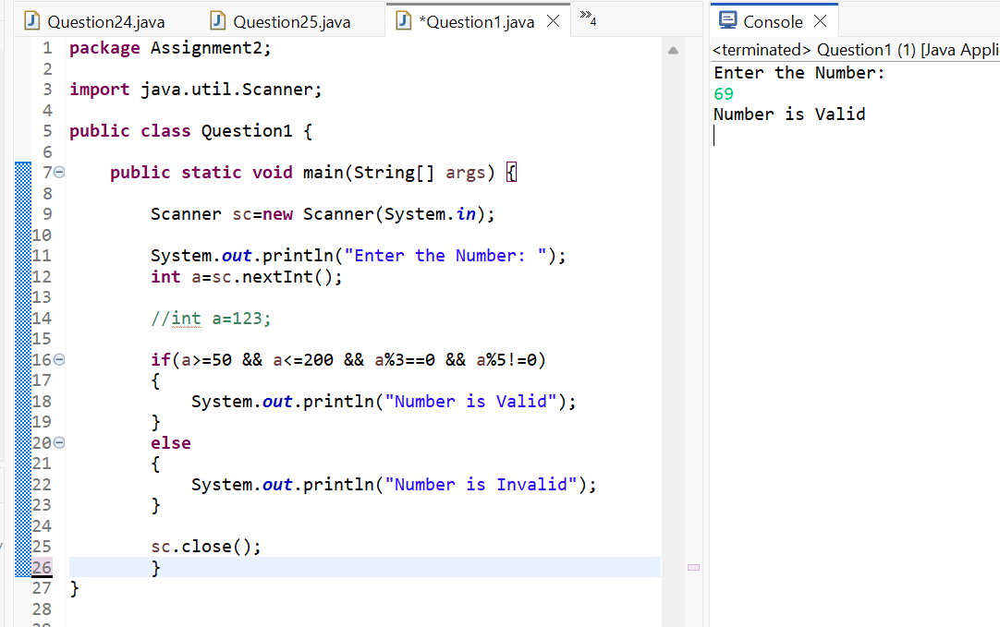 Question24.java Question25.java *Question1.java »4
1 package Assignment2;
2
3 import java.util.Scanner;
4
5 public class Question1 {
6
7 public static void main(String[] args) {
8
9 Scanner sc=new Scanner(System.in);
10
11 System.out.println("Enter the Number: ");
12 int a=sc.nextInt();
13
14 //int a=123;
15
16 if(a>=50 && a<=200 && a%3==0 && a%5!=0)
17 {
18 System.out.println("Number is Valid");
19 }
20 else
21 {
22 System.out.println("Number is Invalid");
23 }
24
25 sc.close();
26 }
27 }
28
Console
<terminated> Question1 (1) [Java Appli
Enter the Number:
69
Number is Valid